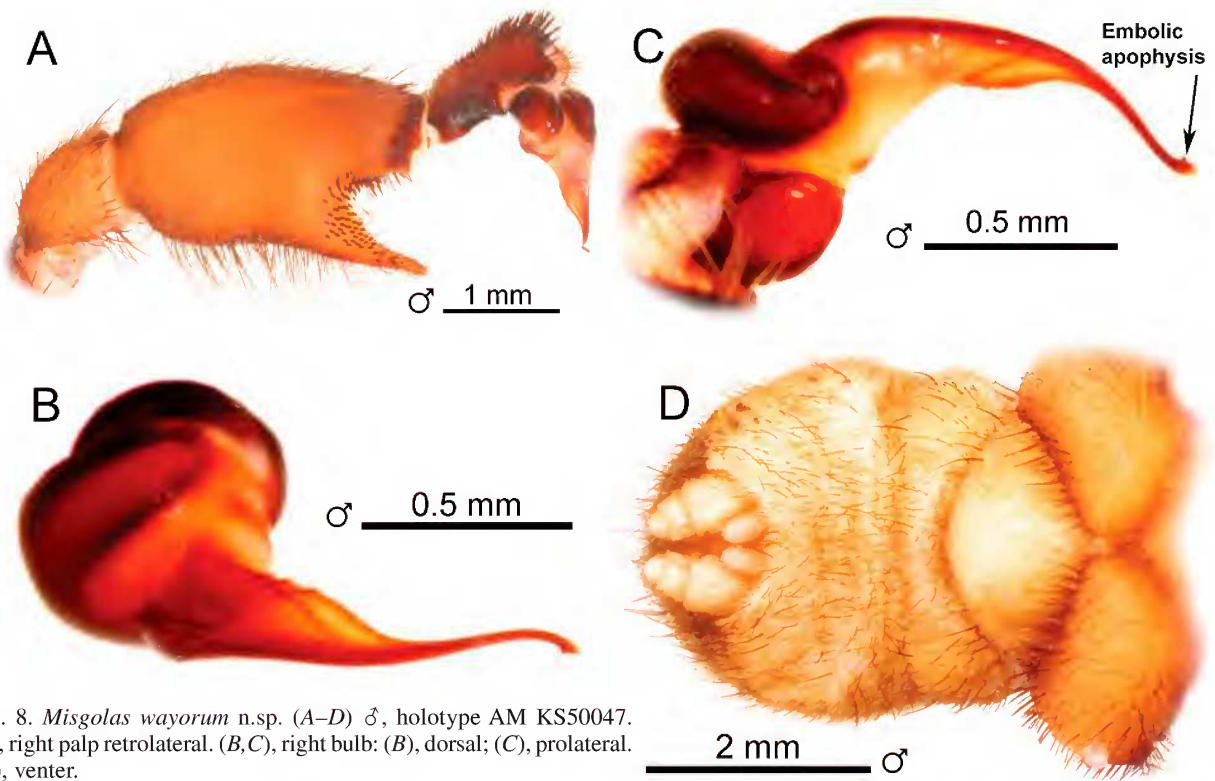 A
♂ 1 mm
C
Embolic
apophysis
♂ 0.5 mm
B
♂ 0.5 mm
D
2 mm ♂
. 8. Misgolas wayorum n.sp. (A–D) ♂, holotype AM KS50047.
, right palp retrolateral. (B,C), right bulb: (B), dorsal; (C), prolateral.
, venter.